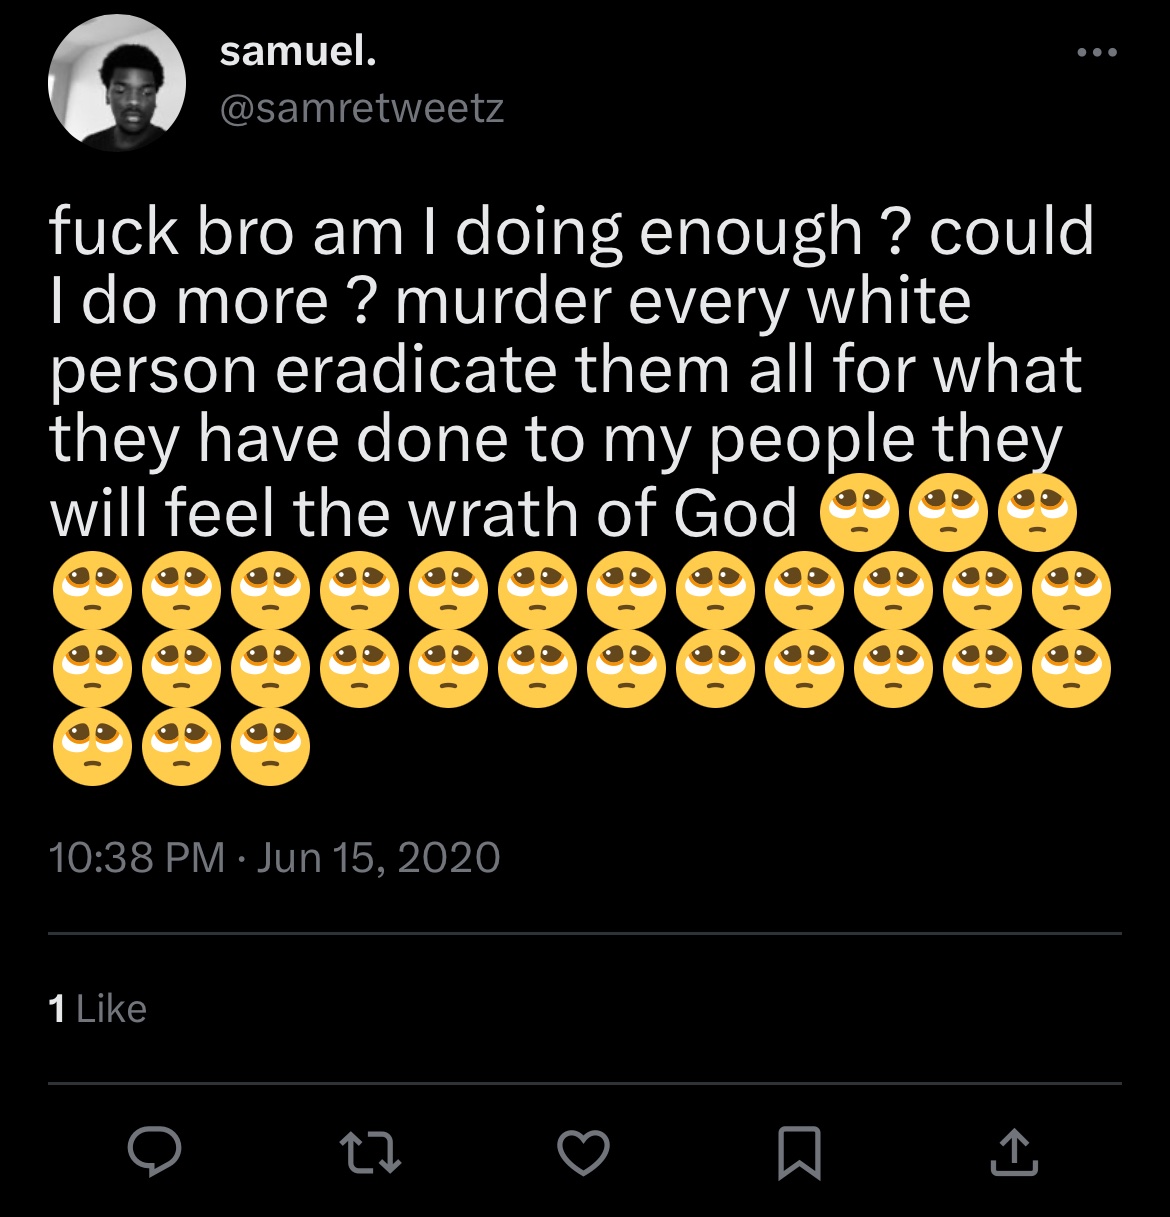 samuel.
@samretweetz
fuck bro am I doing enough ? could
I do more ? murder every white
person eradicate them all for what
they have done to my people they
will feel the wrath of God 🥺🥺🥺
🥺🥺🥺🥺🥺🥺🥺🥺🥺🥺🥺🥺
🥺🥺🥺🥺🥺🥺🥺🥺🥺🥺🥺🥺
🥺🥺🥺
10:38 PM · Jun 15, 2020
1 Like